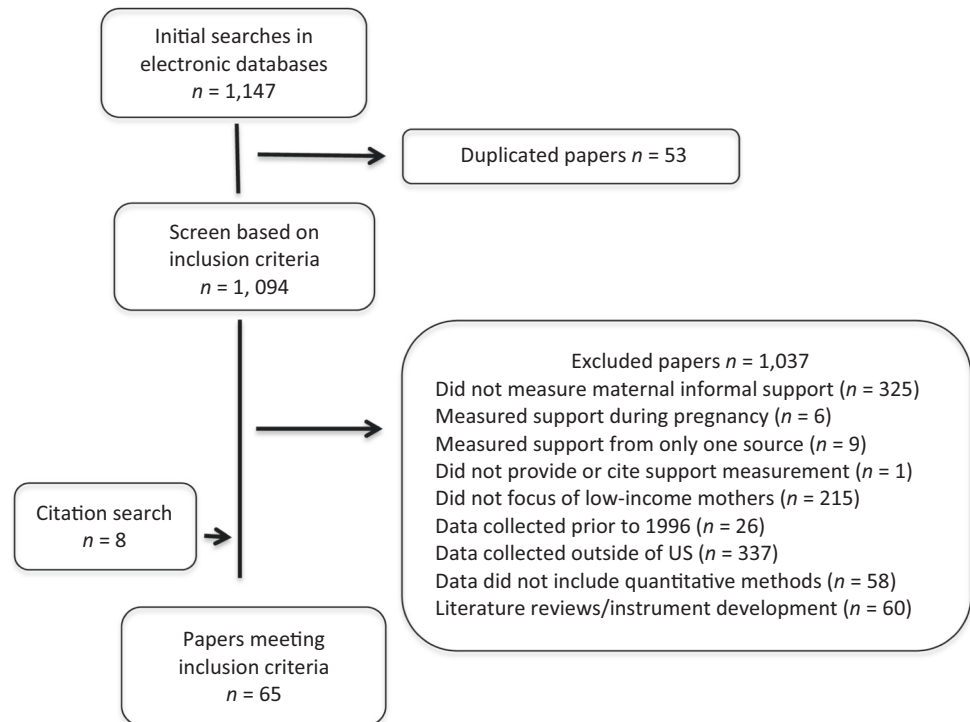 Initial searches in
electronic databases
n = 1,147
Duplicated papers n = 53
Screen based on
inclusion criteria
n = 1, 094
Excluded papers n = 1,037
Did not measure maternal informal support (n = 325)
Measured support during pregnancy (n = 6)
Measured support from only one source (n = 9)
Did not provide or cite support measurement (n = 1)
Did not focus of low-income mothers (n = 215)
Data collected prior to 1996 (n = 26)
Data collected outside of US (n = 337)
Data did not include quantitative methods (n = 58)
Literature reviews/instrument development (n = 60)
Citation search
n = 8
Papers meeting
inclusion criteria
n = 65